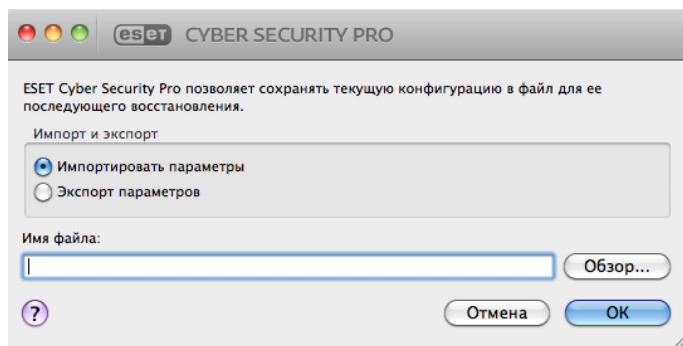 eset CYBER SECURITY PRO
ESET Cyber Security Pro позволяет сохранять текущую конфигурацию в файл для ее
последующего восстановления.
Импорт и экспорт
Импортировать параметры
Экспорт параметров
Имя файла:
Обзор...
?
Отмена
ОК